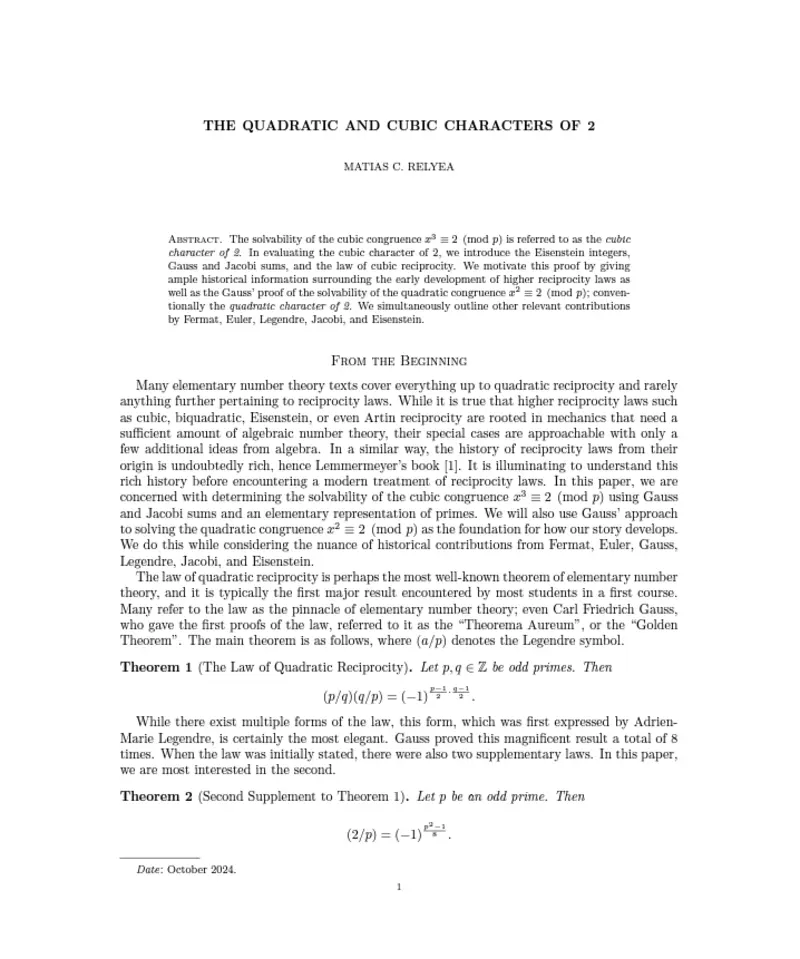 THE QUADRATIC AND CUBIC CHARACTERS OF 2
MATIAS C. RELYEA
Abstract. The solvability of the cubic congruence x³ ≡ 2 (mod p) is referred to as the cubic
character of 2. In evaluating the cubic character of 2, we introduce the Eisenstein integers,
Gauss and Jacobi sums, and the law of cubic reciprocity. We motivate this proof by giving
ample historical information surrounding the early development of higher reciprocity laws as
well as the Gauss' proof of the solvability of the quadratic congruence x² ≡ 2 (mod p); conven-
tionally the quadratic character of 2. We simultaneously outline other relevant contributions
by Fermat, Euler, Legendre, Jacobi, and Eisenstein.
From the Beginning
Many elementary number theory texts cover everything up to quadratic reciprocity and rarely
anything further pertaining to reciprocity laws. While it is true that higher reciprocity laws such
as cubic, biquadratic, Eisenstein, or even Artin reciprocity are rooted in mechanics that need a
sufficient amount of algebraic number theory, their special cases are approachable with only a
few additional ideas from algebra. In a similar way, the history of reciprocity laws from their
origin is undoubtedly rich, hence Lemmermeyer's book [1]. It is illuminating to understand this
rich history before encountering a modern treatment of reciprocity laws. In this paper, we are
concerned with determining the solvability of the cubic congruence x³ ≡ 2 (mod p) using Gauss
and Jacobi sums and an elementary representation of primes. We will also use Gauss' approach
to solving the quadratic congruence x² ≡ 2 (mod p) as the foundation for how our story develops.
We do this while considering the nuance of historical contributions from Fermat, Euler, Gauss,
Legendre, Jacobi, and Eisenstein.
The law of quadratic reciprocity is perhaps the most well-known theorem of elementary number
theory, and it is typically the first major result encountered by most students in a first course.
Many refer to the law as the pinnacle of elementary number theory; even Carl Friedrich Gauss,
who gave the first proofs of the law, referred to it as the "Theorema Aureum", or the "Golden
Theorem". The main theorem is as follows, where (a/p) denotes the Legendre symbol.
Theorem 1 (The Law of Quadratic Reciprocity). Let p, q ∈ ℤ be odd primes. Then
(p/q)(q/p) = (−1)^{\frac{p−1}{2}·\frac{q−1}{2}}.
While there exist multiple forms of the law, this form, which was first expressed by Adrien-
Marie Legendre, is certainly the most elegant. Gauss proved this magnificent result a total of 8
times. When the law was initially stated, there were also two supplementary laws. In this paper,
we are most interested in the second.
Theorem 2 (Second Supplement to Theorem 1). Let p be an odd prime. Then
(2/p) = (−1)^{\frac{p²−1}{8}}.
Date: October 2024.
1